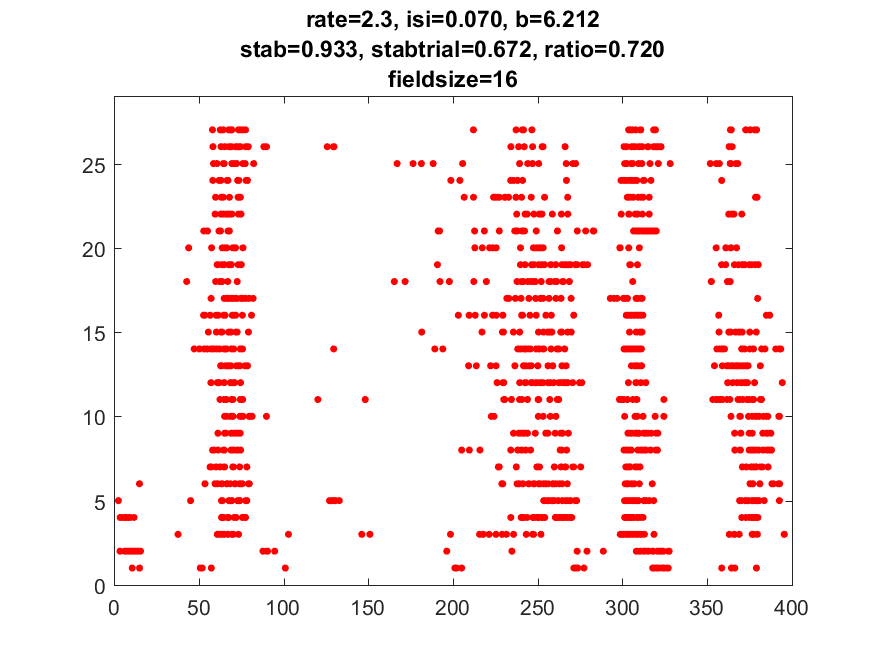 rate=2.3, isi=0.070, b=6.212
stab=0.933, stabtrial=0.672, ratio=0.720
fieldsize=16
25
20
15
10
5
0
0 50 100 150 200 250 300 350 400